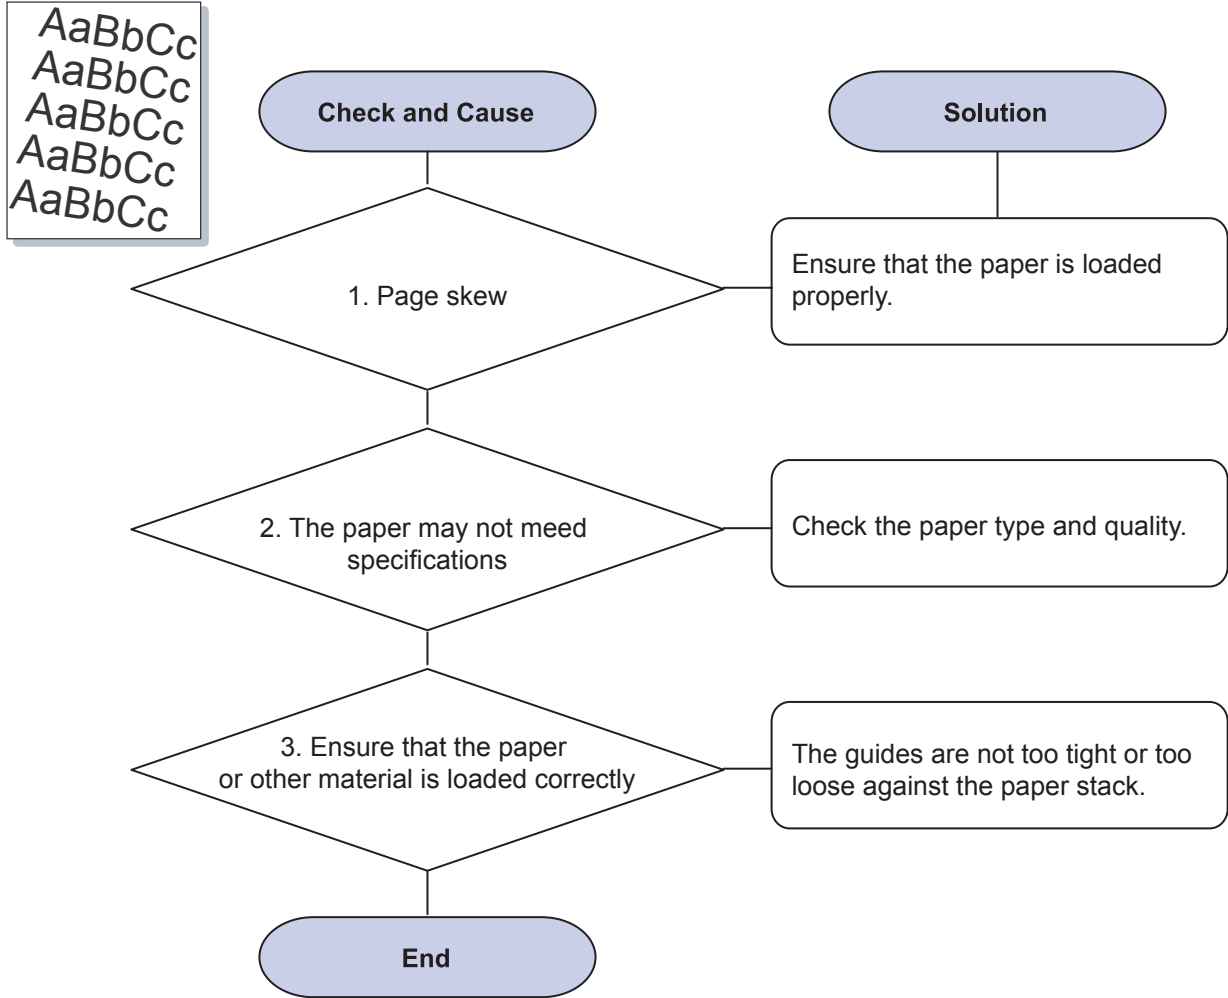 AaBbCc
AaBbCc
AaBbCc
AaBbCc
AaBbCc
Check and Cause
Solution
1. Page skew
Ensure that the paper is loaded
properly.
2. The paper may not meed
specifications
Check the paper type and quality.
3. Ensure that the paper
or other material is loaded correctly
The guides are not too tight or too
loose against the paper stack.
End